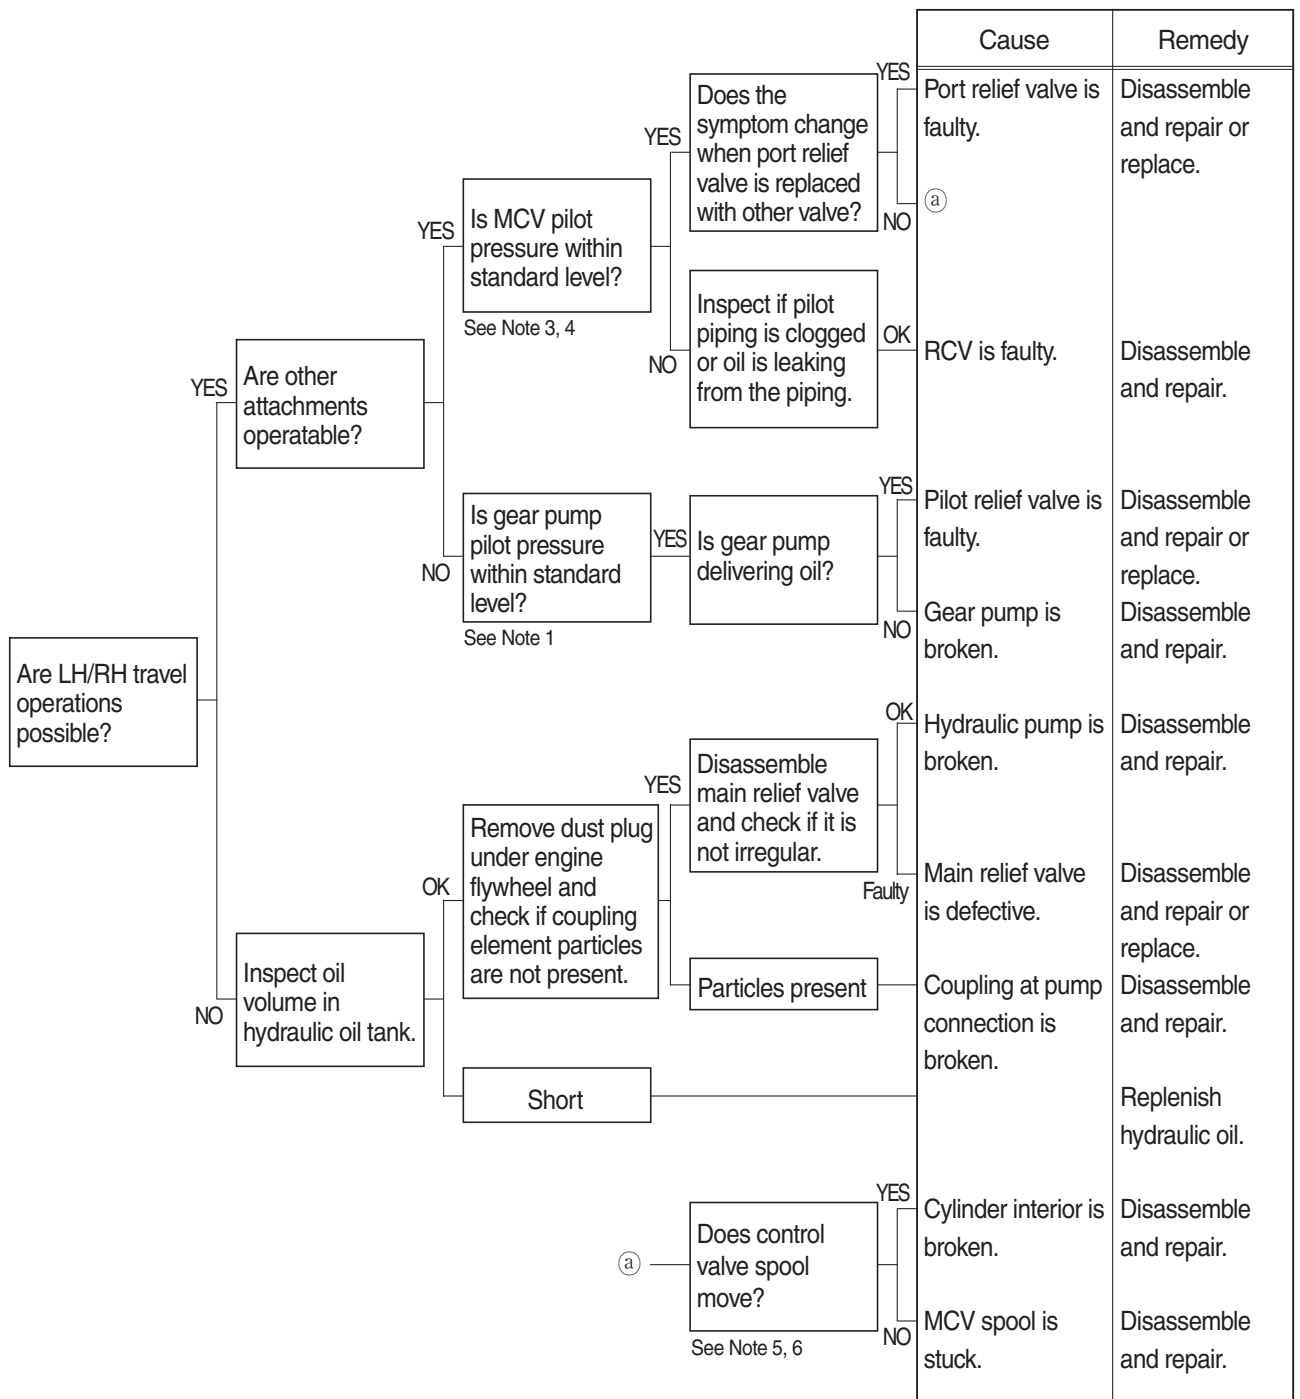 Cause
Remedy
Are LH/RH travel
operations
possible?
YES
Are other
attachments
operatable?
YES
Is MCV pilot
pressure within
standard level?
See Note 3, 4
YES
Does the
symptom change
when port relief
valve is replaced
with other valve?
YES
Port relief valve is
faulty.
Disassemble
and repair or
replace.
NO
ⓐ
NO
Inspect if pilot
piping is clogged
or oil is leaking
from the piping.
OK
RCV is faulty.
Disassemble
and repair.
NO
Is gear pump
pilot pressure
within standard
level?
See Note 1
YES
Is gear pump
delivering oil?
YES
Pilot relief valve is
faulty.
Disassemble
and repair or
replace.
NO
Gear pump is
broken.
Disassemble
and repair.
NO
Inspect oil
volume in
hydraulic oil tank.
OK
Remove dust plug
under engine
flywheel and
check if coupling
element particles
are not present.
YES
Disassemble
main relief valve
and check if it is
not irregular.
OK
Hydraulic pump is
broken.
Disassemble
and repair.
Faulty
Main relief valve
is defective.
Disassemble
and repair or
replace.
Particles present
Coupling at pump
connection is
broken.
Disassemble
and repair.
Short
Replenish
hydraulic oil.
ⓐ
Does control
valve spool
move?
See Note 5, 6
YES
Cylinder interior is
broken.
Disassemble
and repair.
NO
MCV spool is
stuck.
Disassemble
and repair.